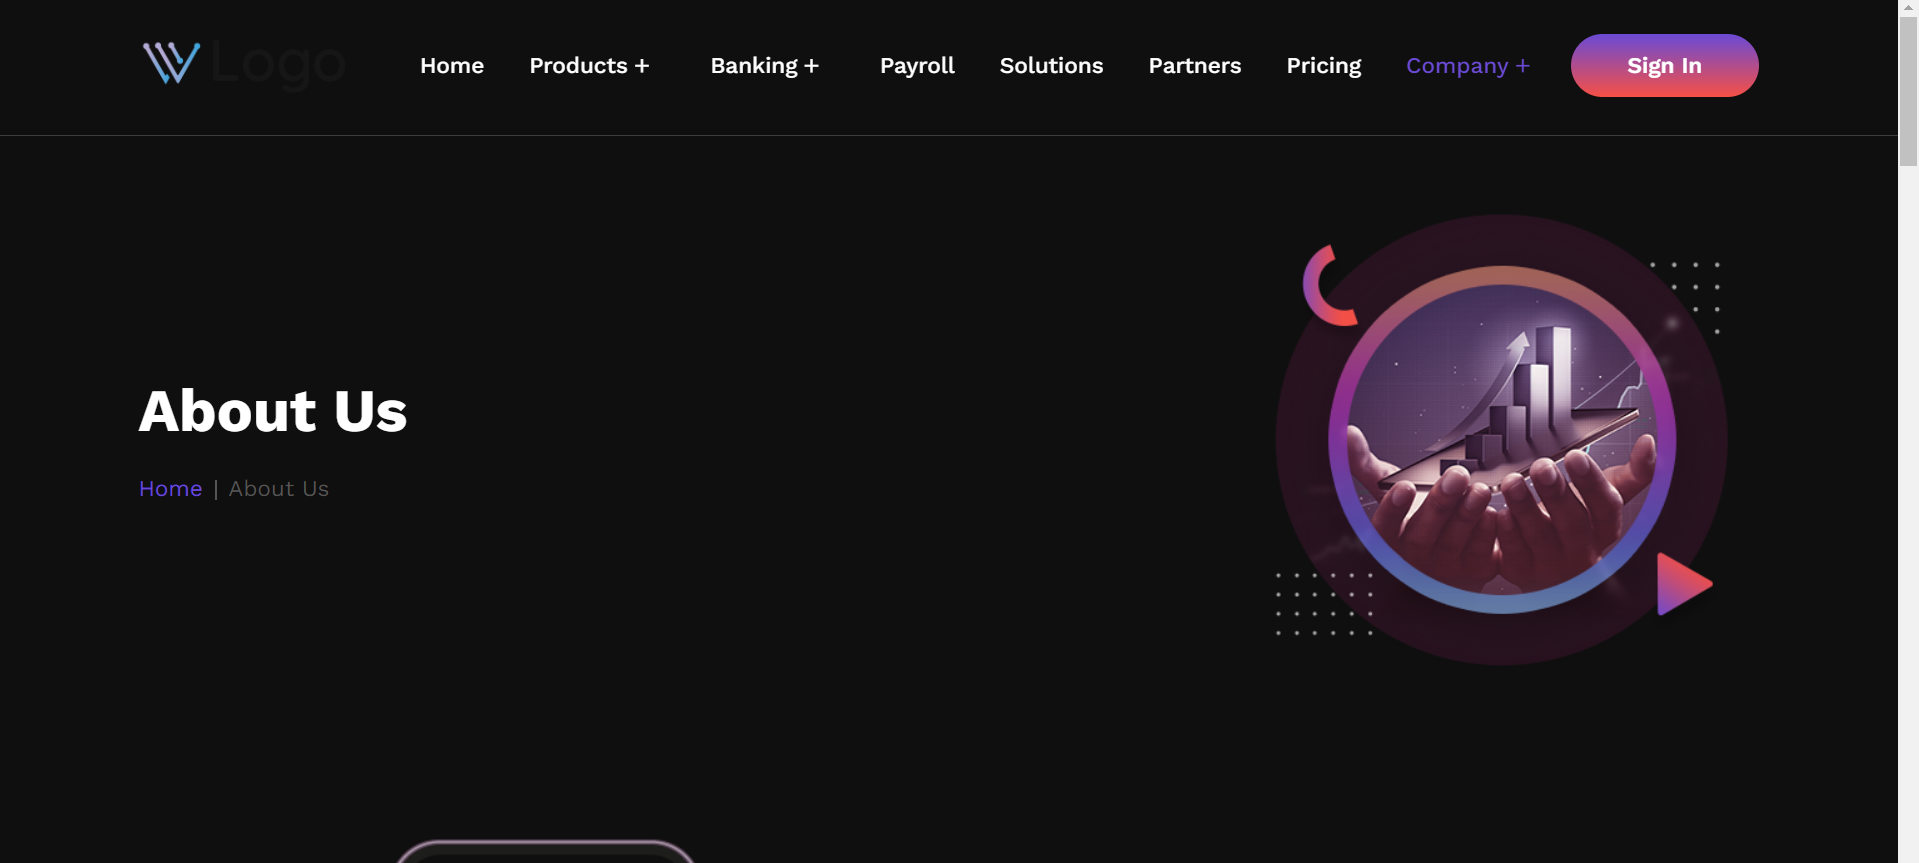 Logo
Home Products + Banking + Payroll Solutions Partners Pricing Company + Sign In
About Us
Home | About Us